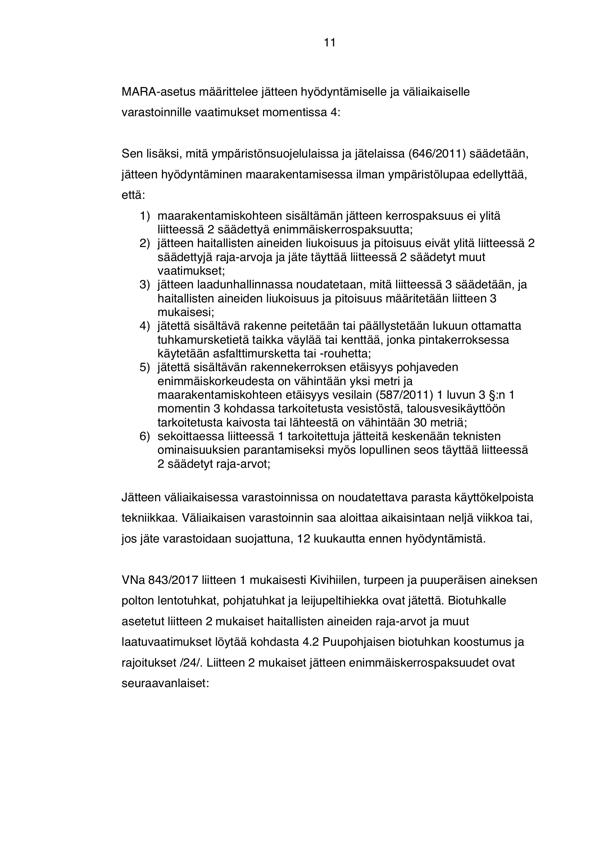 11
MARA-asetus määrittelee jätteen hyödyntämiselle ja väliaikaiselle
varastoinnille vaatimukset momentissa 4:
Sen lisäksi, mitä ympäristönsuojelulaissa ja jätelaissa (646/2011) säädetään,
jätteen hyödyntäminen maarakentamisessa ilman ympäristölupaa edellyttää,
että:
1) maarakentamiskohteen sisältämän jätteen kerrospaksuus ei ylitä
liitteessä 2 säädettyä enimmäiskerrospaksuutta;
2) jätteen haitallisten aineiden liukoisuus ja pitoisuus eivät ylitä liitteessä 2
säädettyjä raja-arvoja ja jäte täyttää liitteessä 2 säädetyt muut
vaatimukset;
3) jätteen laadunhallinnassa noudatetaan, mitä liitteessä 3 säädetään, ja
haitallisten aineiden liukoisuus ja pitoisuus määritetään liitteen 3
mukaisesi;
4) jätettä sisältävä rakenne peitetään tai päällystetään lukuun ottamatta
tuhkamursketietä taikka väylää tai kenttää, jonka pintakerroksessa
käytetään asfalttimursketta tai -rouhetta;
5) jätettä sisältävän rakennekerroksen etäisyys pohjaveden
enimmäiskorkeudesta on vähintään yksi metri ja
maarakentamiskohteen etäisyys vesilain (587/2011) 1 luvun 3 §:n 1
momentin 3 kohdassa tarkoitetusta vesistöstä, talousvesikäyttöön
tarkoitetusta kaivosta tai lähteestä on vähintään 30 metriä;
6) sekoittaessa liitteessä 1 tarkoitettuja jätteitä keskenään teknisten
ominaisuuksien parantamiseksi myös lopullinen seos täyttää liitteessä
2 säädetyt raja-arvot;
Jätteen väliaikaisessa varastoinnissa on noudatettava parasta käyttökelpoista
tekniikkaa. Väliaikaisen varastoinnin saa aloittaa aikaisintaan neljä viikkoa tai,
jos jäte varastoidaan suojattuna, 12 kuukautta ennen hyödyntämistä.
VNa 843/2017 liitteen 1 mukaisesti Kivihiilen, turpeen ja puuperäisen aineksen
polton lentotuhkat, pohjatuhkat ja leijupeltihiekka ovat jätettä. Biotuhkalle
asetetut liitteen 2 mukaiset haitallisten aineiden raja-arvot ja muut
laatuvaatimukset löytää kohdasta 4.2 Puupohjaisen biotuhkan koostumus ja
rajoitukset /24/. Liitteen 2 mukaiset jätteen enimmäiskerrospaksuudet ovat
seuraavanlaiset: